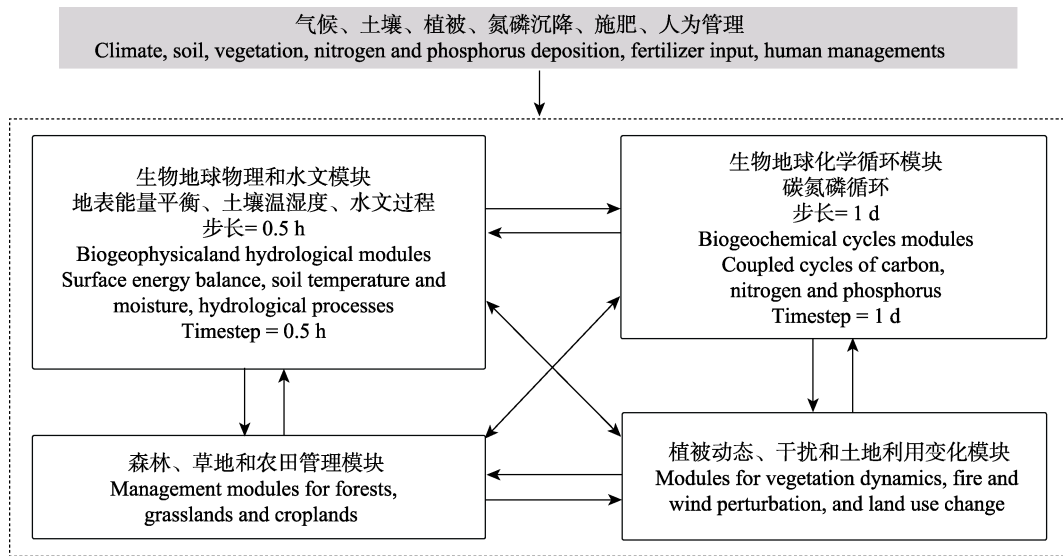 气候、土壤、植被、氮磷沉降、施肥、人为管理
Climate, soil, vegetation, nitrogen and phosphorus deposition, fertilizer input, human managements
生物地球物理和水文模块
地表能量平衡、土壤温湿度、水文过程
步长= 0.5 h
Biogeophysicaland hydrological modules
Surface energy balance, soil temperature and
moisture, hydrological processes
Timestep = 0.5 h
生物地球化学循环模块
碳氮磷循环
步长= 1 d
Biogeochemical cycles modules
Coupled cycles of carbon,
nitrogen and phosphorus
Timestep = 1 d
森林、草地和农田管理模块
Management modules for forests,
grasslands and croplands
植被动态、干扰和土地利用变化模块
Modules for vegetation dynamics, fire and
wind perturbation, and land use change